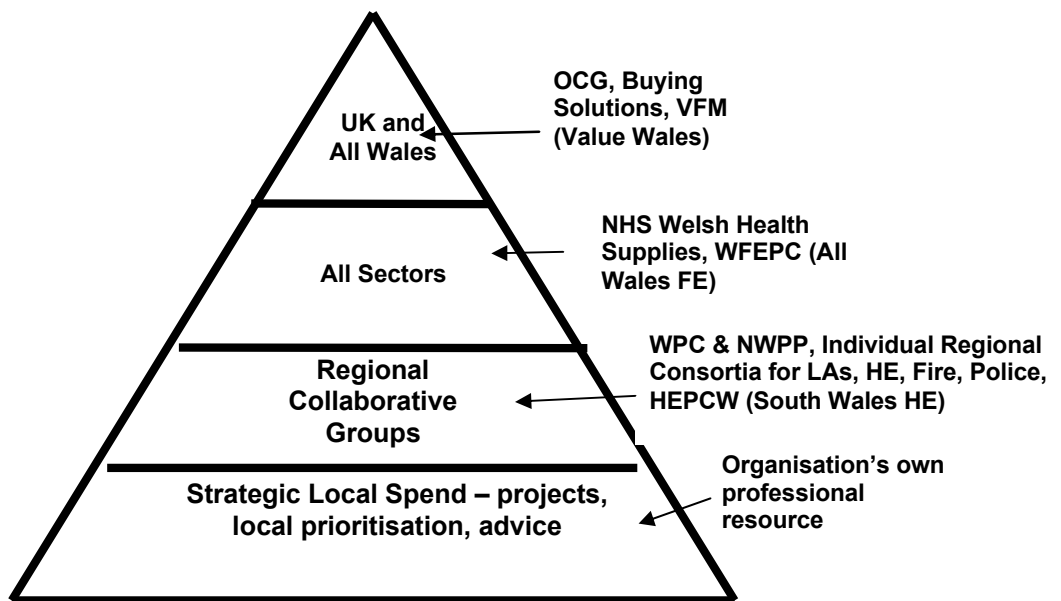 OCG, Buying
Solutions, VFM
(Value Wales)
UK and
All Wales
NHS Welsh Health
Supplies, WFEPC (All
Wales FE)
All Sectors
WPC & NWPP, Individual Regional
Consortia for LAs, HE, Fire, Police,
HEPCW (South Wales HE)
Regional
Collaborative
Groups
Organisation’s own
professional
resource
Strategic Local Spend – projects,
local prioritisation, advice